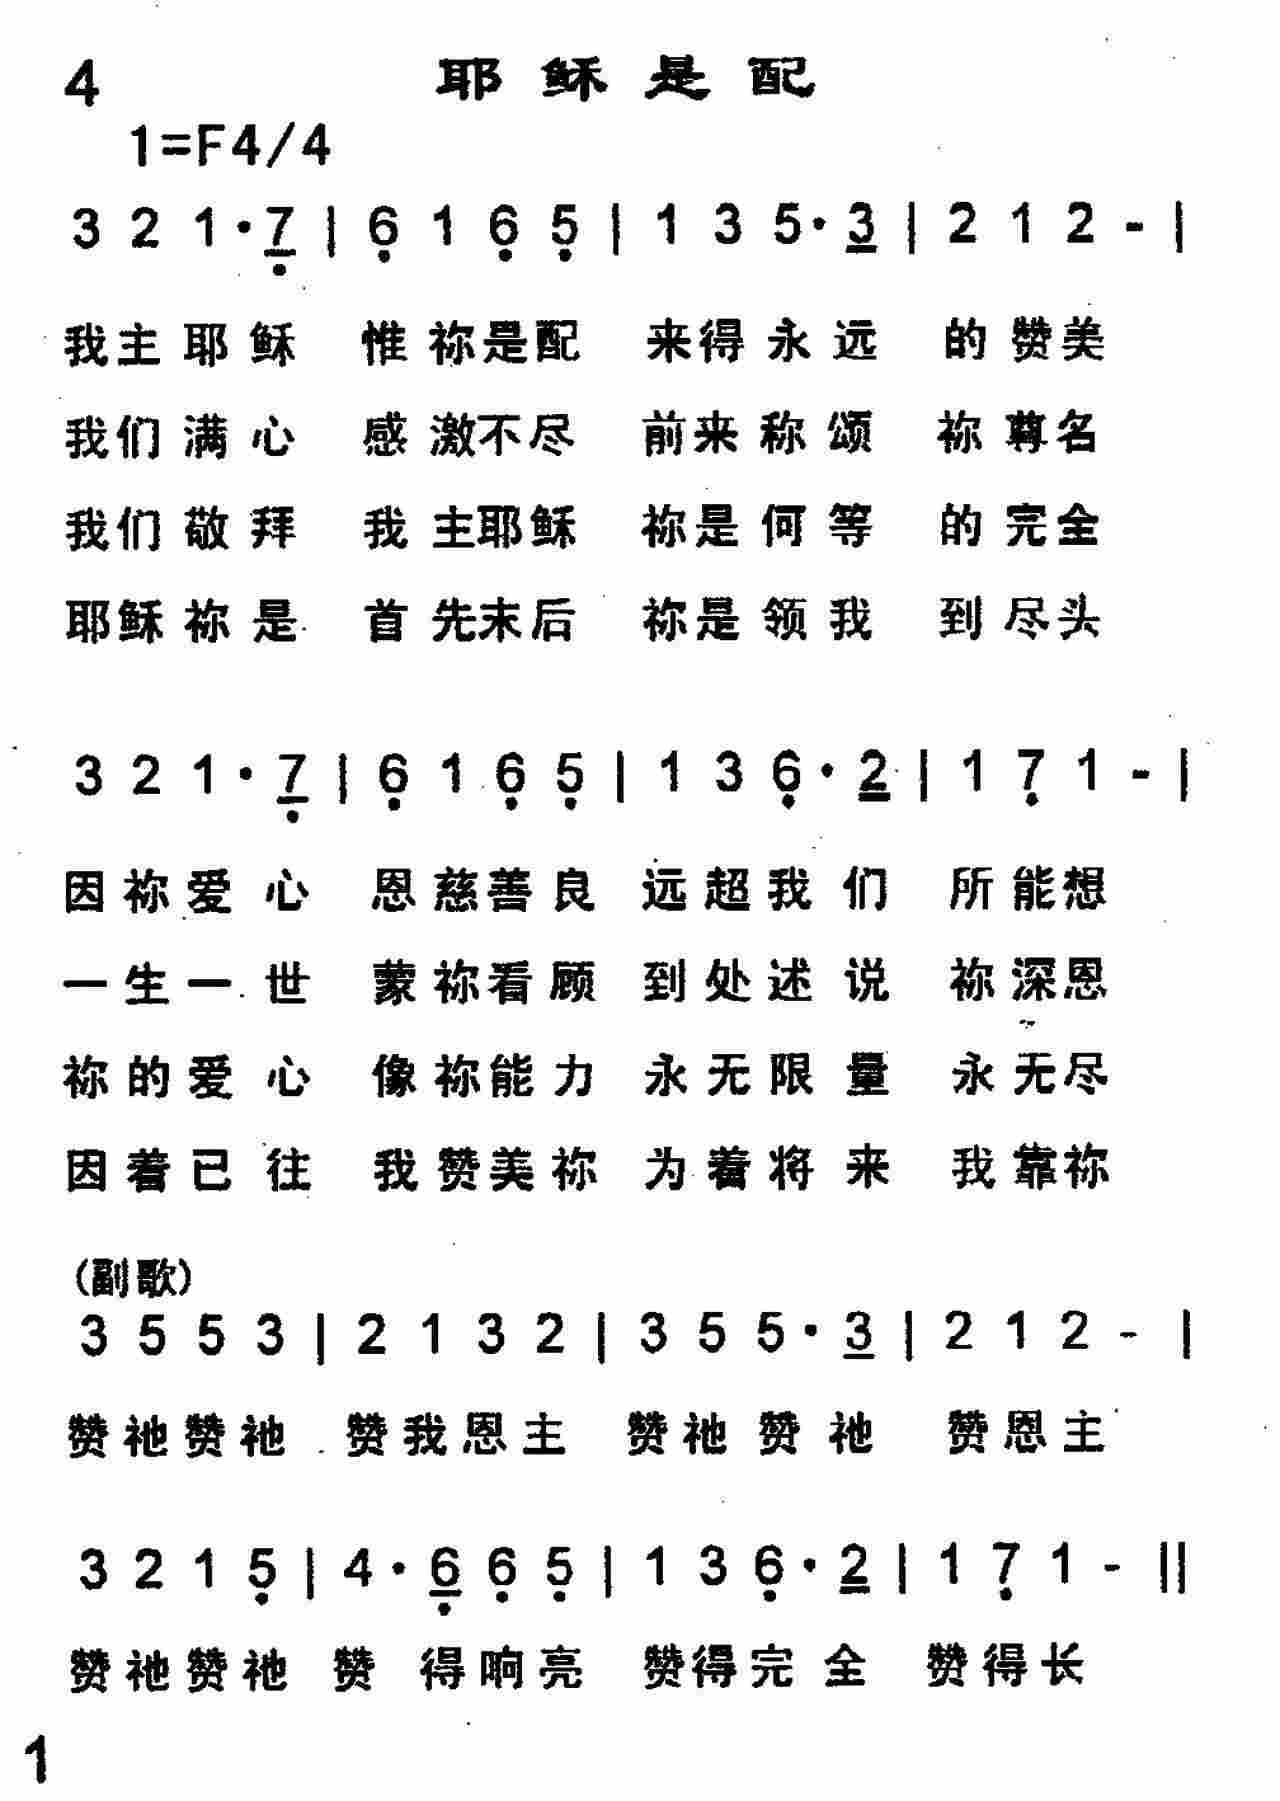 4 耶稣是配
1=F4/4
3 2 1·7̣ | 6̣ 1 6̣ 5̣ | 1 3 5·3 | 2 1 2 - |
我主耶稣 惟祢是配 来得永远 的赞美
我们满心 感激不尽 前来称颂 祢尊名
我们敬拜 我主耶稣 祢是何等 的完全
耶稣祢是 首先末后 祢是领我 到尽头
3 2 1·7̣ | 6̣ 1 6̣ 5̣ | 1 3 6̣·2 | 1 7̣ 1 - |
因祢爱心 恩慈善良 远超我们 所能想
一生一世 蒙祢看顾 到处述说 祢深恩
祢的爱心 像祢能力 永无限量 永无尽
因着已往 我赞美祢 为着将来 我靠祢
(副歌)
3 5 5 3 | 2 1 3 2 | 3 5 5·3 | 2 1 2 - |
赞祂赞祂 赞我恩主 赞祂赞祂 赞恩主
3 2 1 5̣ | 4·6̣ 6̣ 5̣ | 1 3 6̣·2 | 1 7̣ 1 - ||
赞祂赞祂 赞得响亮 赞得完全 赞得长
1